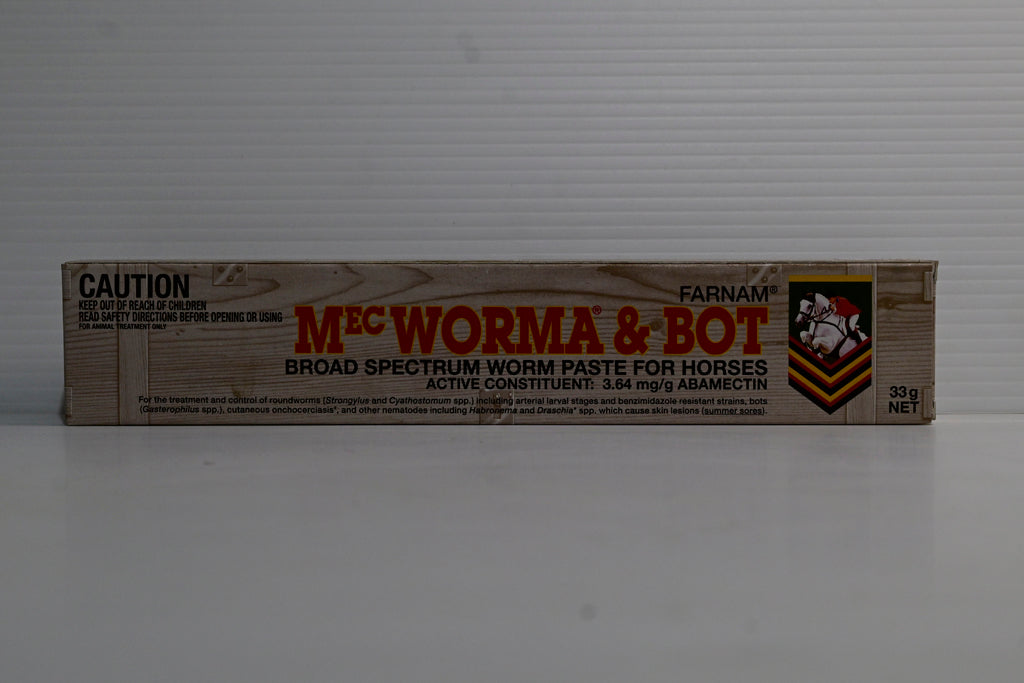 CAUTION
KEEP OUT OF REACH OF CHILDREN
READ SAFETY DIRECTIONS BEFORE OPENING OR USING
FOR ANIMAL TREATMENT ONLY
FARNAM®
MEC WORMA® & BOT
BROAD SPECTRUM WORM PASTE FOR HORSES
ACTIVE CONSTITUENT: 3.64 mg/g ABAMECTIN
For the treatment and control of roundworms (Strongylus and Cyathostomum spp.) including arterial larval stages and benzimidazole resistant strains, bots
(Gasterophilus spp.), cutaneous onchocerciasis*, and other nematodes including Habronema and Draschia* spp. which cause skin lesions (summer sores).
33g
NET